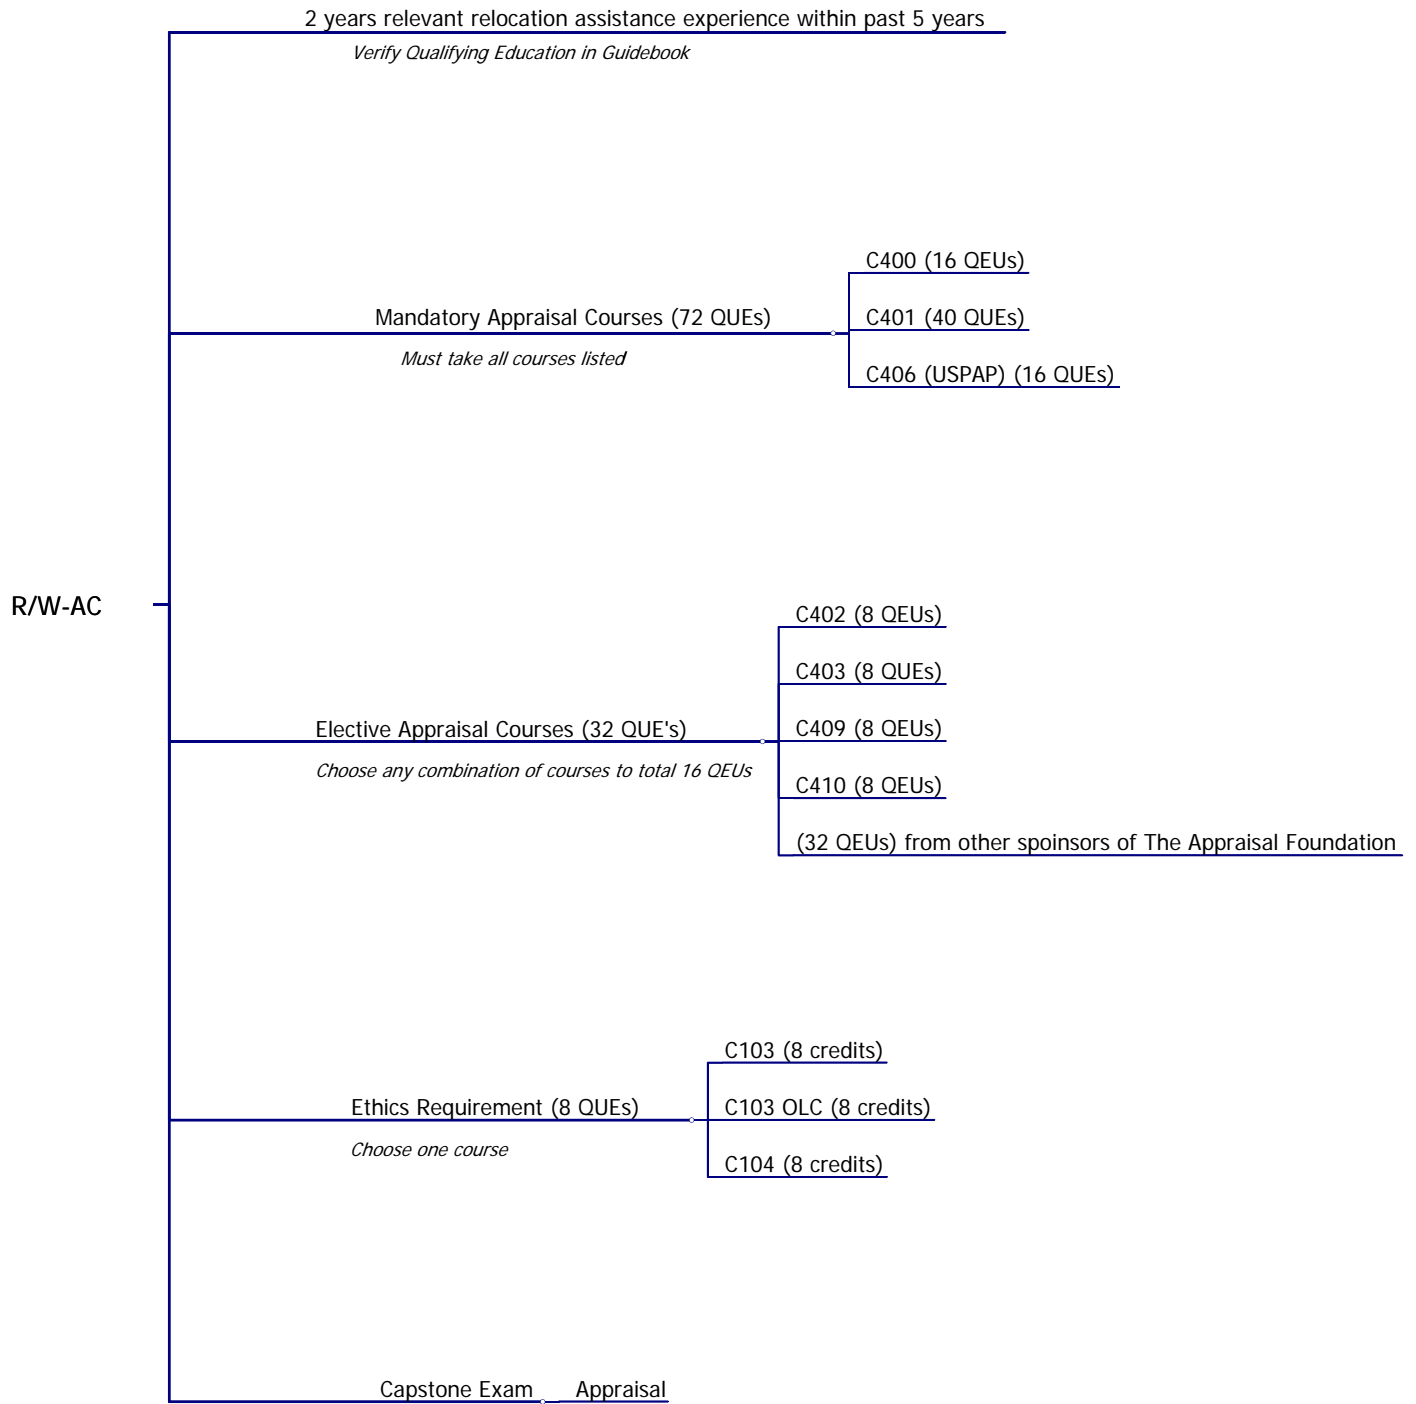 2 years relevant relocation assistance experience within past 5 years
Verify Qualifying Education in Guidebook
C400 (16 QEUs)
Mandatory Appraisal Courses (72 QUEs)
C401 (40 QUEs)
Must take all courses listed
C406 (USPAP) (16 QUEs)
R/W-AC
C402 (8 QEUs)
C403 (8 QUEs)
Elective Appraisal Courses (32 QUE's)
C409 (8 QEUs)
Choose any combination of courses to total 16 QEUs
C410 (8 QEUs)
(32 QEUs) from other spoinsors of The Appraisal Foundation
C103 (8 credits)
Ethics Requirement (8 QUEs)
C103 OLC (8 credits)
Choose one course
C104 (8 credits)
Capstone Exam
Appraisal